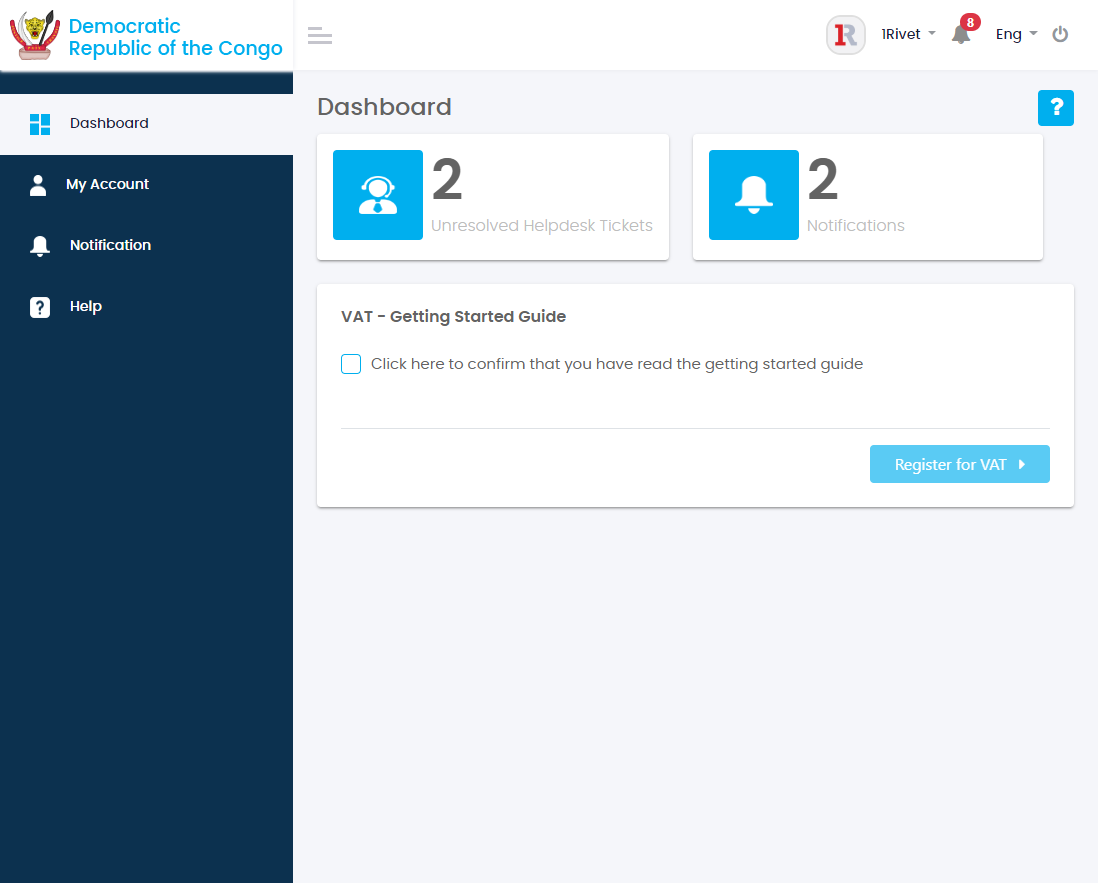 Democratic
Republic of the Congo
1R
1Rivet
8
Eng
Dashboard
My Account
Notification
? Help
Dashboard
?
2
Unresolved Helpdesk Tickets
2
Notifications
VAT - Getting Started Guide
Click here to confirm that you have read the getting started guide
Register for VAT